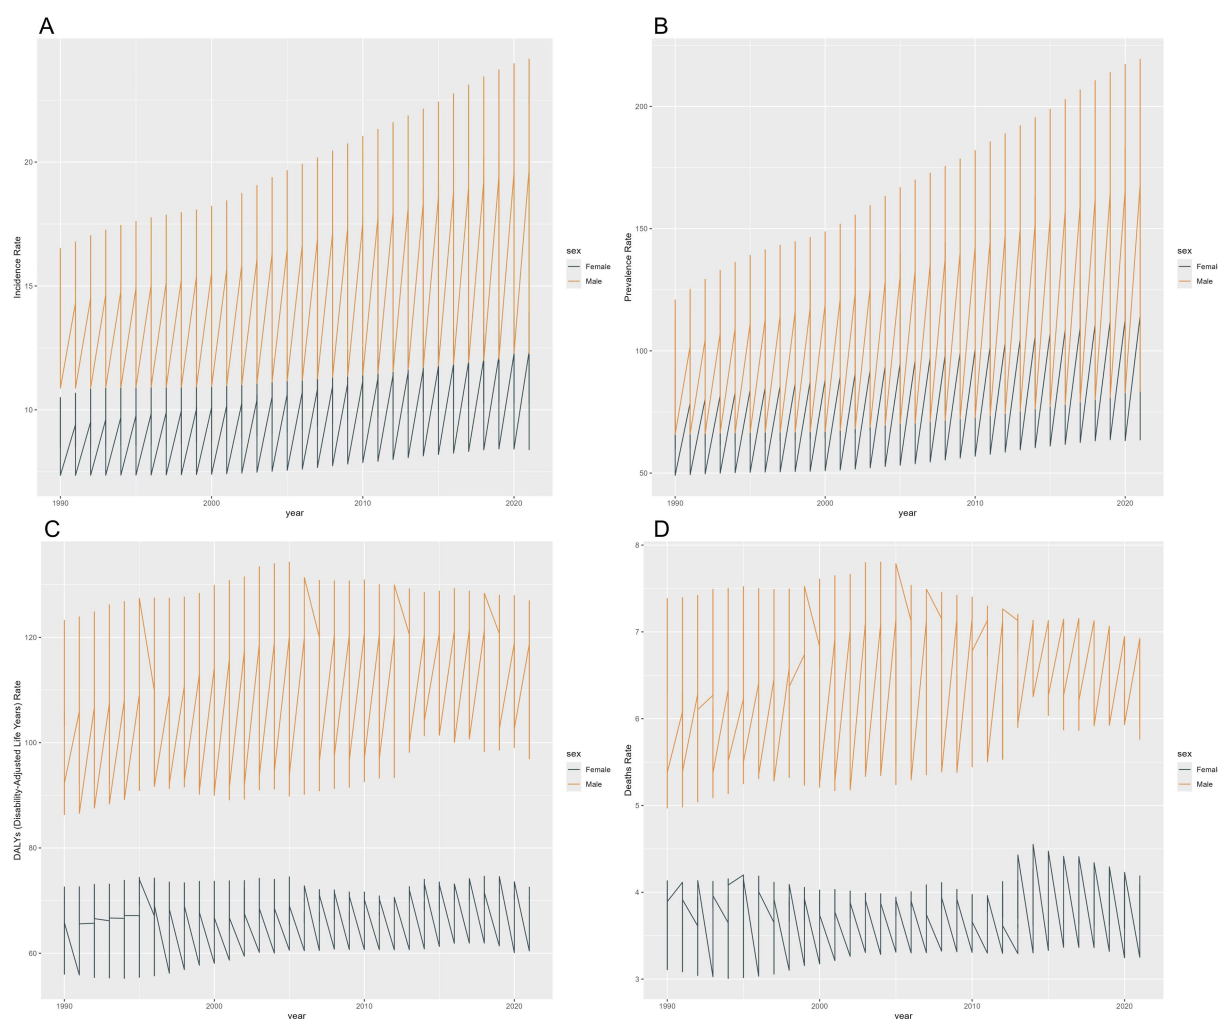 A
Incidence Rate
20
15
10
1990
2000
2010
2020
year
sex
Female
Male
B
Prevalence Rate
200
150
100
50
1990
2000
2010
2020
year
sex
Femal
Male
C
DALYs (Disability-Adjusted Life Years) Rate
120
100
80
60
1990
2000
2010
2020
year
sex
Female
Male
D
Deaths Rate
8
7
6
5
4
3
1990
2000
2010
2020
year
sex
Femal
Male